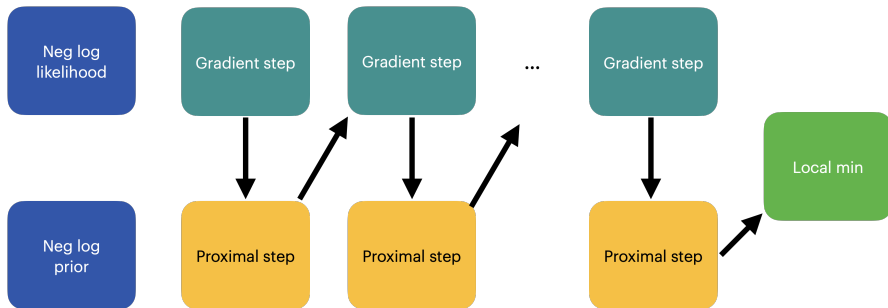 Neg log
likelihood
Gradient step
Gradient step
...
Gradient step
Local min
Neg log
prior
Proximal step
Proximal step
Proximal step